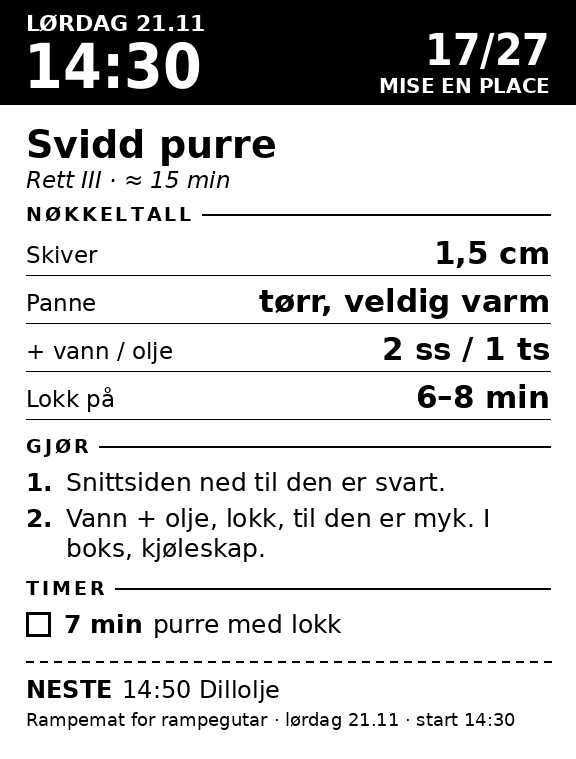 LØRDAG 21.11
14:30
17/27
MISE EN PLACE
Svidd purre
Rett III · ≈ 15 min
NØKKELTALL
Skiver 1,5 cm
Panne tørr, veldig varm
+ vann / olje 2 ss / 1 ts
Lokk på 6–8 min
GJØR
1. Snittsiden ned til den er svart.
2. Vann + olje, lokk, til den er myk. I
boks, kjøleskap.
TIMER
7 min purre med lokk
NESTE 14:50 Dillolje
Rampemat for rampegutar · lørdag 21.11 · start 14:30